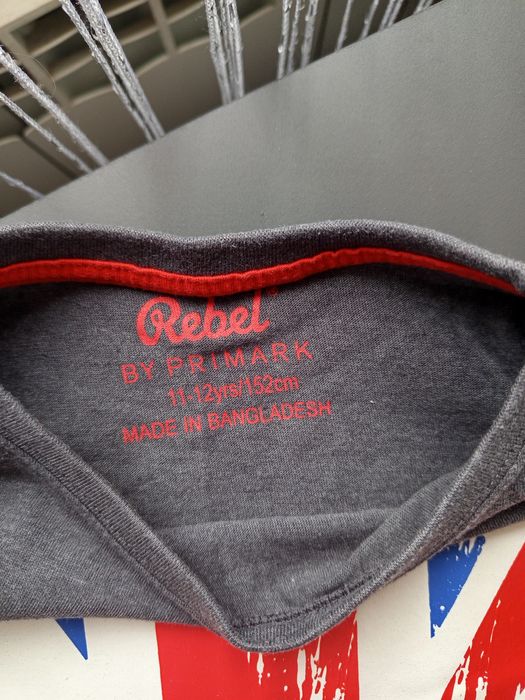 Rebel
BY PRIMARK
11-12yrs/152cm
MADE IN BANGLADESH